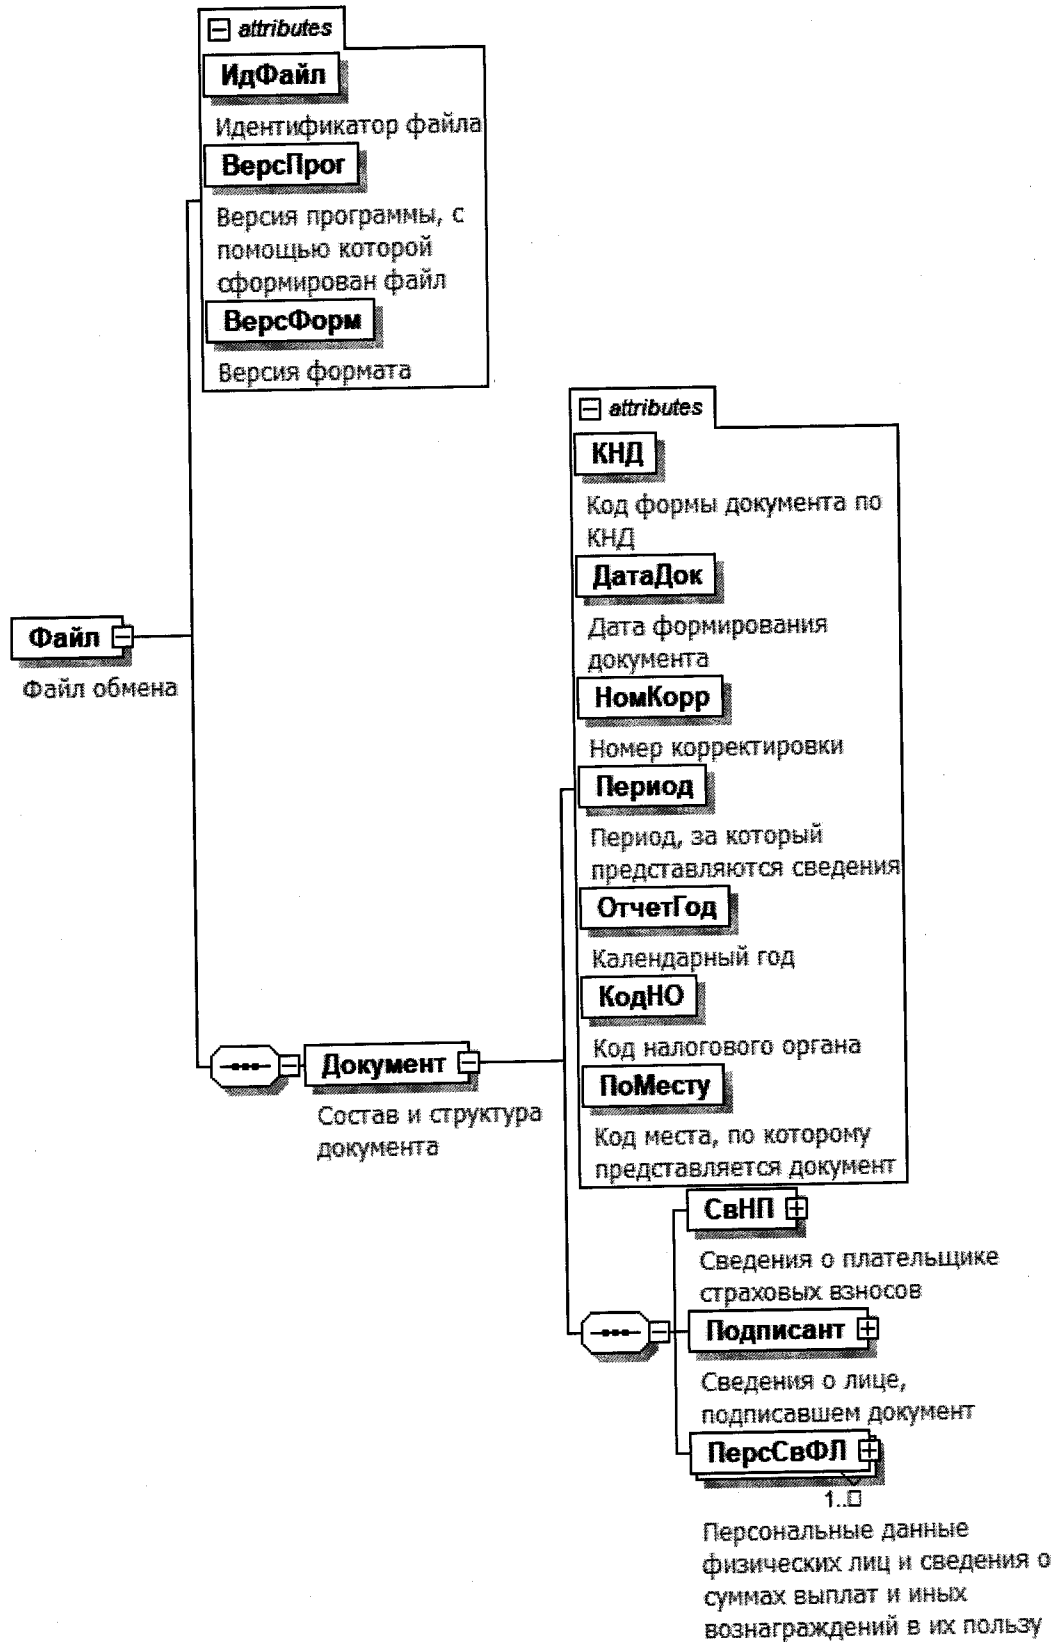 attributes
ИдФайл
Идентификатор файла
ВерсПрог
Версия программы, с
помощью которой
сформирован файл
ВерсФорм
Версия формата
Файл
Файл обмена
Документ
Состав и структура
документа
attributes
КНД
Код формы документа по
КНД
ДатаДок
Дата формирования
документа
НомКорр
Номер корректировки
Период
Период, за который
представляются сведения
ОтчетГод
Календарный год
КодНО
Код налогового органа
ПоМесту
Код места, по которому
представляется документ
СвНП
Сведения о плательщике
страховых взносов
Подписант
Сведения о лице,
подписавшем документ
ПерсСвФЛ
1..□
Персональные данные
физических лиц и сведения о
суммах выплат и иных
вознаграждений в их пользу